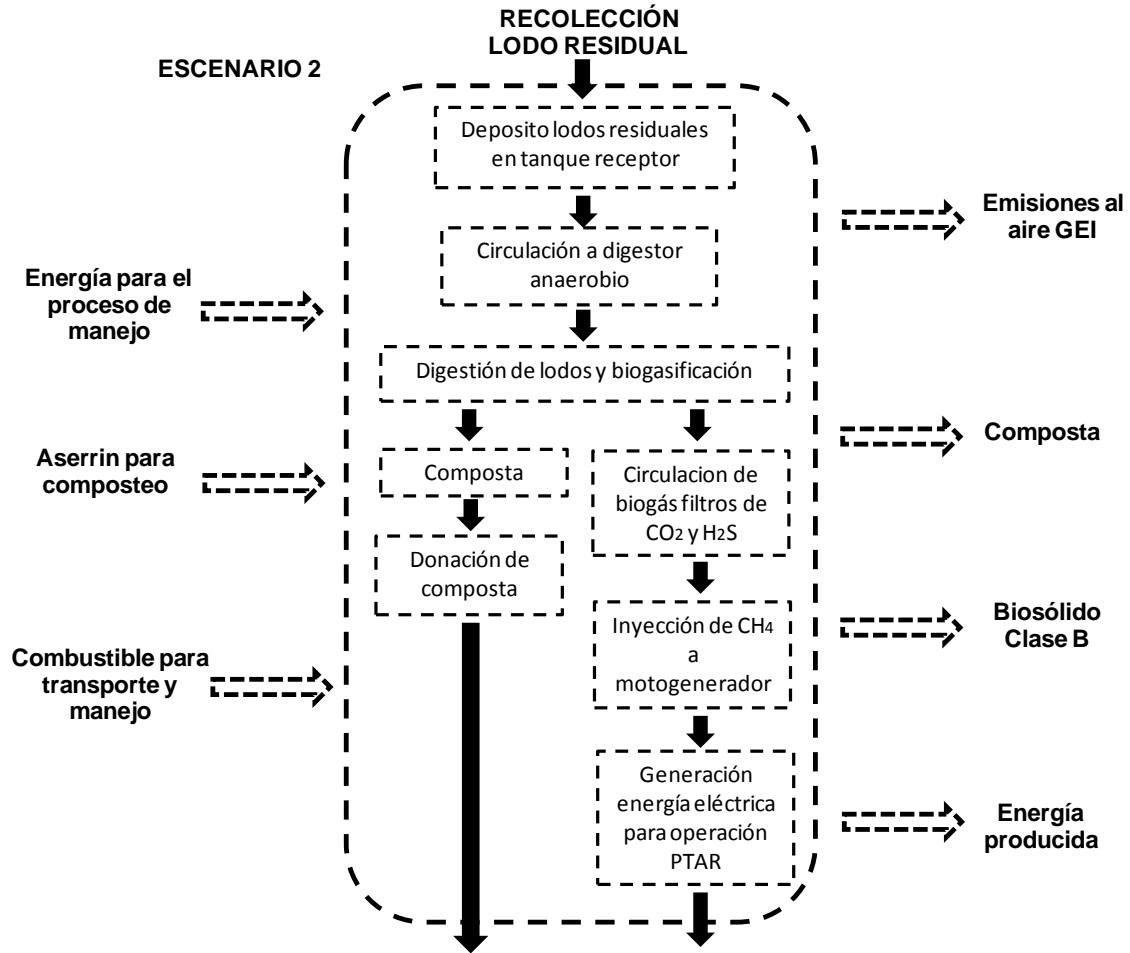 RECOLECCIÓN
LODO RESIDUAL
ESCENARIO 2
Deposito lodos residuales
en tanque receptor
Circulación a digestor
anaerobio
Digestión de lodos y biogasificación
Composta
Donación de
composta
Circulacion de
biogás filtros de
CO2 y H2S
Inyección de CH4
a
motogenerador
Generación
energía eléctrica
para operación
PTAR
Energía para el
proceso de
manejo
Aserrin para
composteo
Combustible para
transporte y
manejo
Emisiones al
aire GEI
Composta
Biosólido
Clase B
Energía
producida